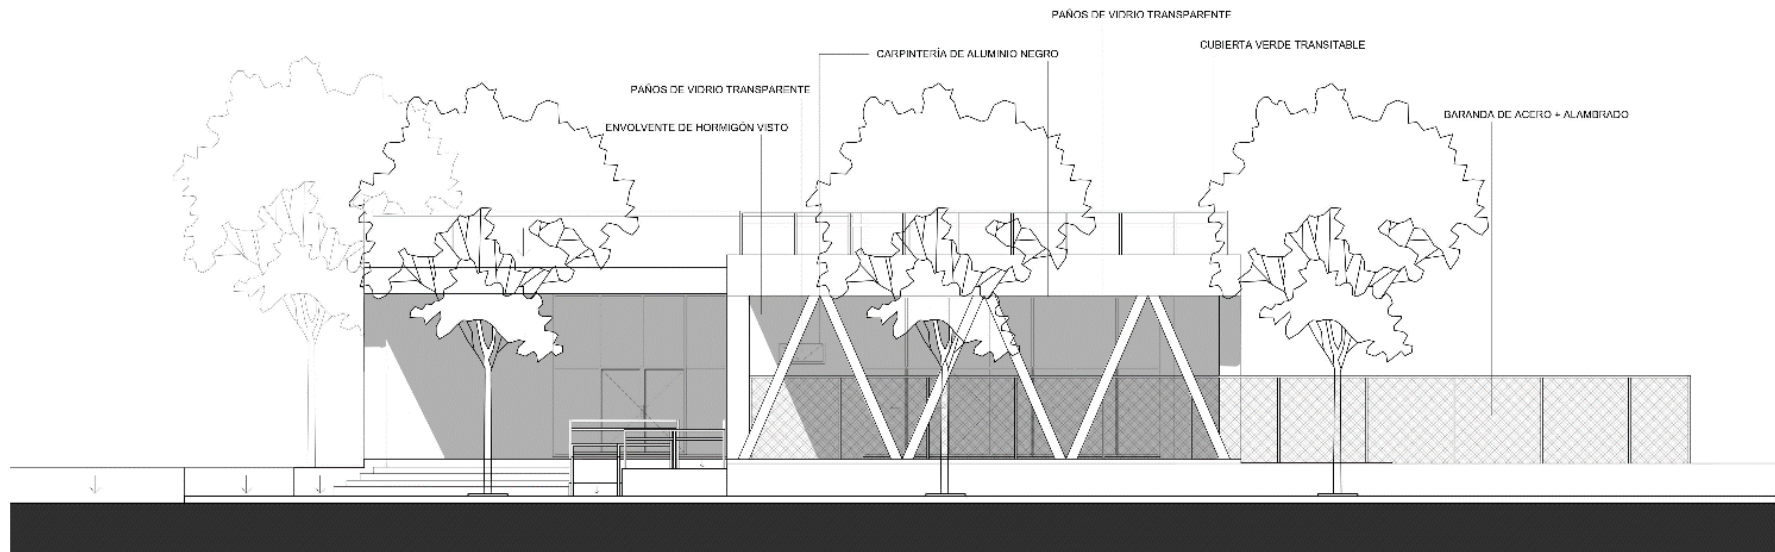 PAÑOS DE VIDRIO TRANSPARENTE
CUBIERTA VERDE TRANSITABLE
CARPINTERÍA DE ALUMINIO NEGRO
PAÑOS DE VIDRIO TRANSPARENTE
BARANDA DE ACERO + ALAMBRADO
ENVOLVENTE DE HORMIGÓN VISTO